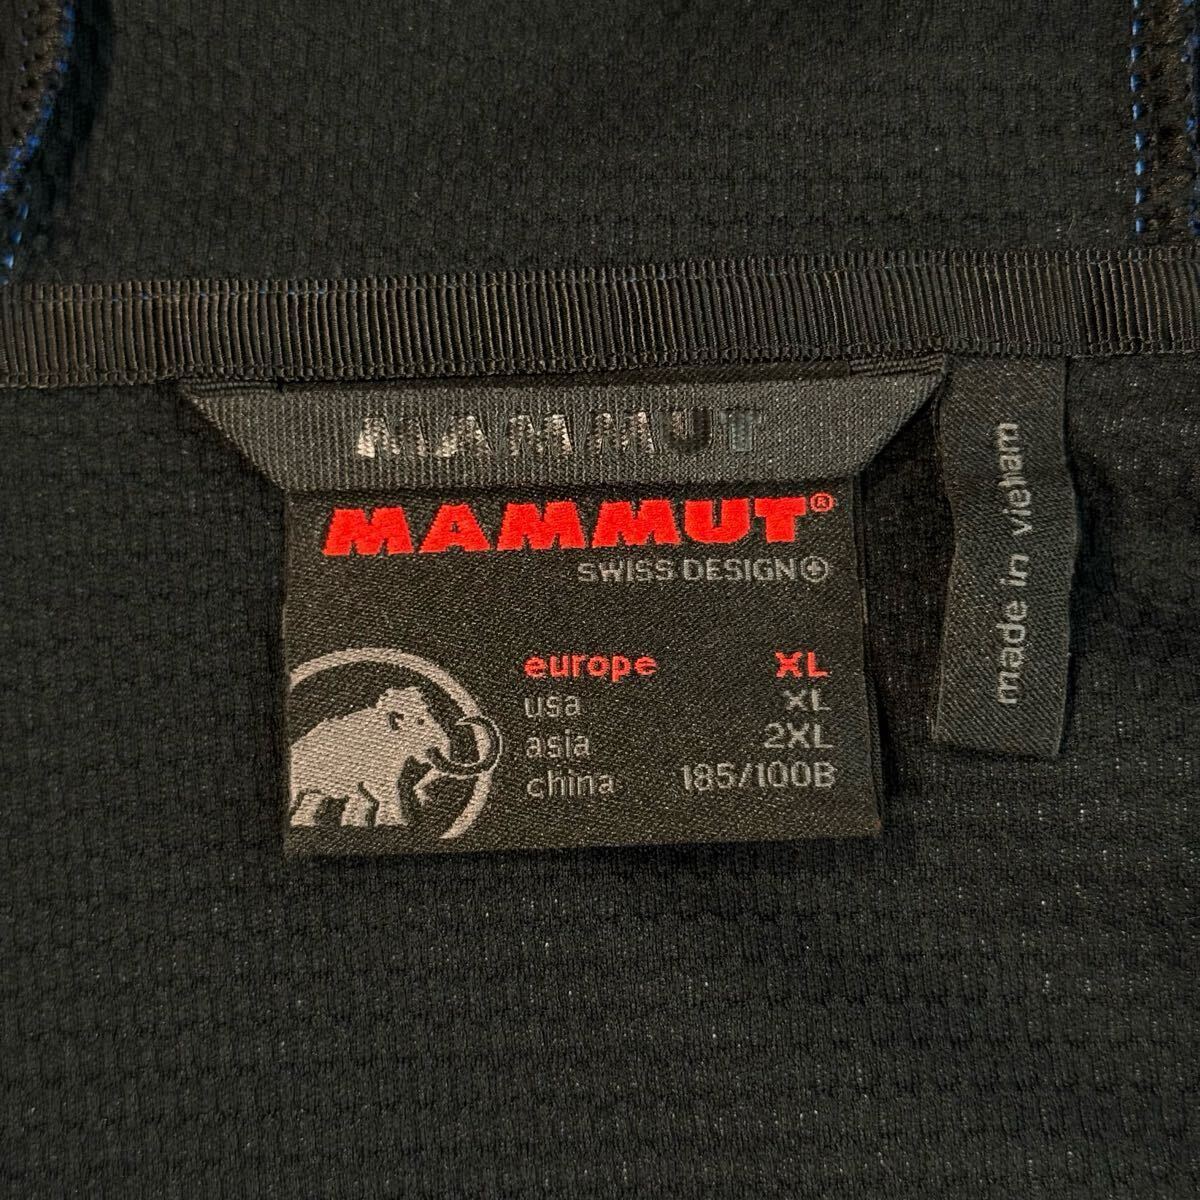 MAMMUT
MAMMUT®
SWISS DESIGN
europe XL
usa XL
asia 2XL
china 185/100B
made in vietnam